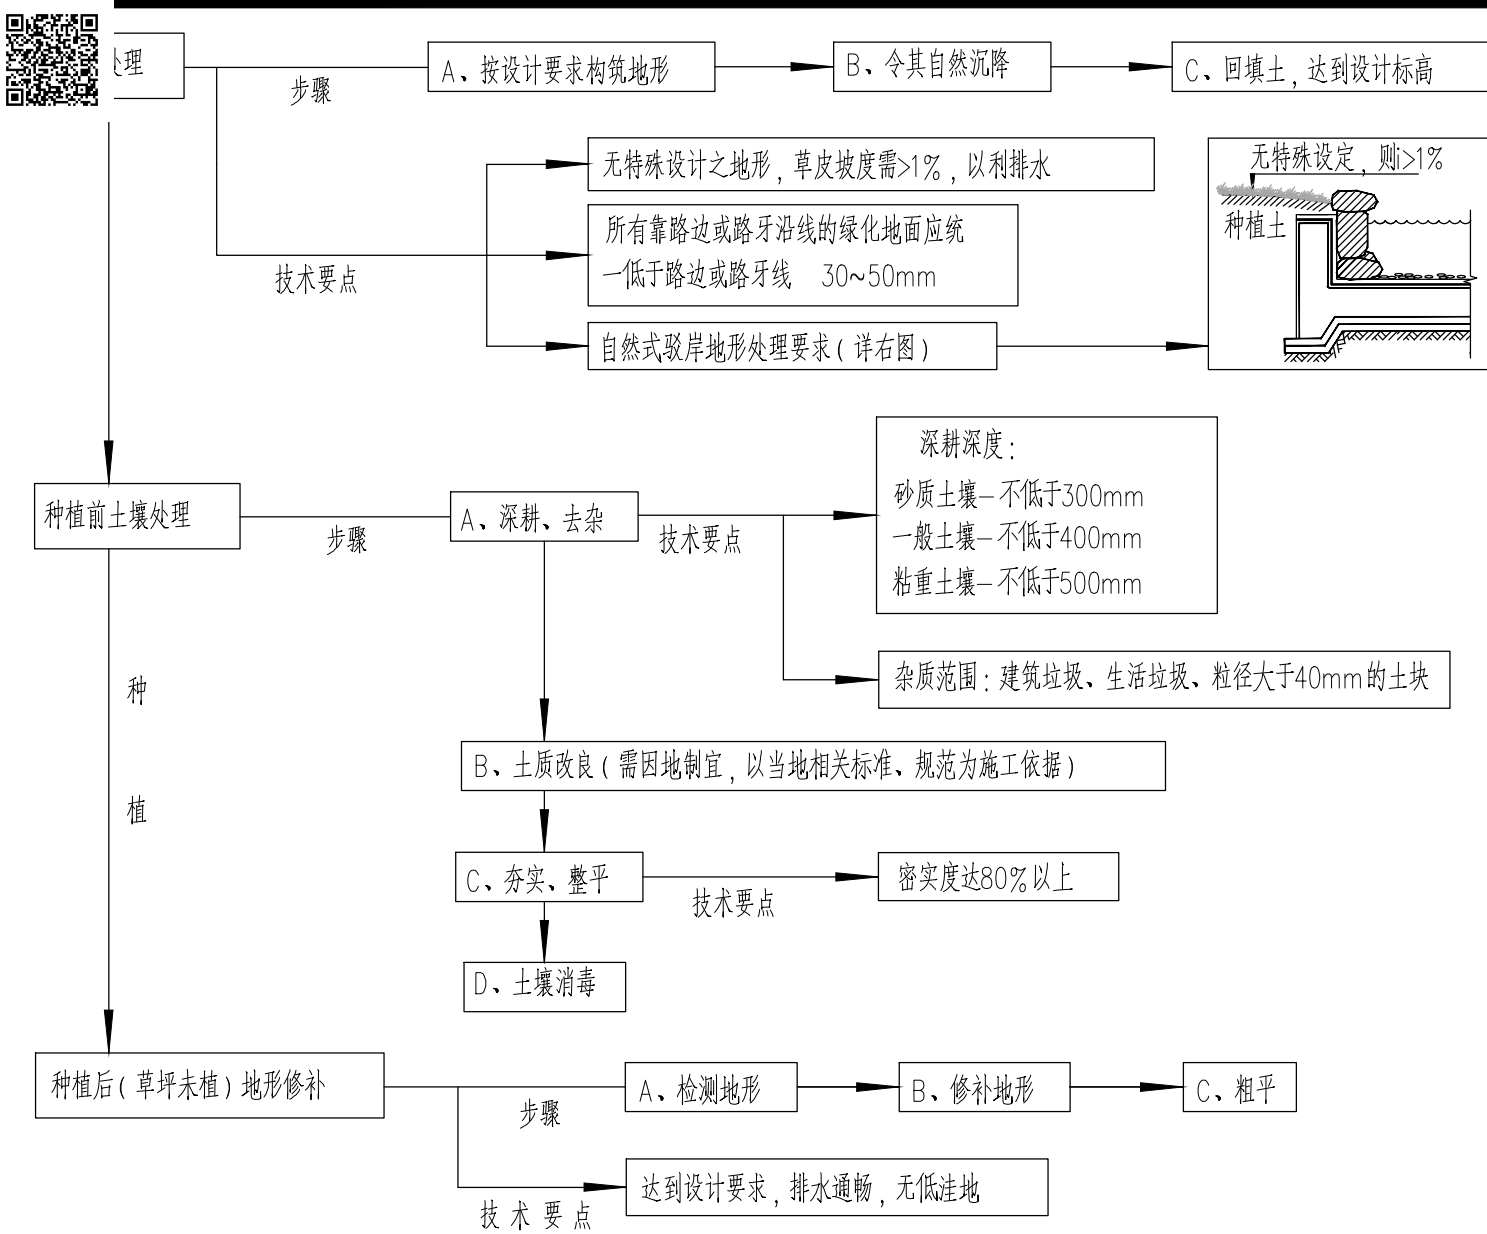 处理
步骤
A、按设计要求构筑地形
B、令其自然沉降
C、回填土，达到设计标高
技术要点
无特殊设计之地形，草皮坡度需>1%，以利排水
所有靠路边或路牙沿线的绿化地面应统
一低于路边或路牙线 30~50mm
自然式驳岸地形处理要求(详右图)
无特殊设定，则i>1%
种植土
种植前土壤处理
步骤
A、深耕、去杂
技术要点
深耕深度：
砂质土壤—不低于300mm
一般土壤—不低于400mm
粘重土壤—不低于500mm
杂质范围：建筑垃圾、生活垃圾、粒径大于40mm的土块
种
植
B、土质改良(需因地制宜，以当地相关标准、规范为施工依据)
C、夯实、整平
技术要点
密实度达80%以上
D、土壤消毒
种植后(草坪未植)地形修补
步骤
A、检测地形
B、修补地形
C、粗平
技术要点
达到设计要求，排水通畅，无低洼地